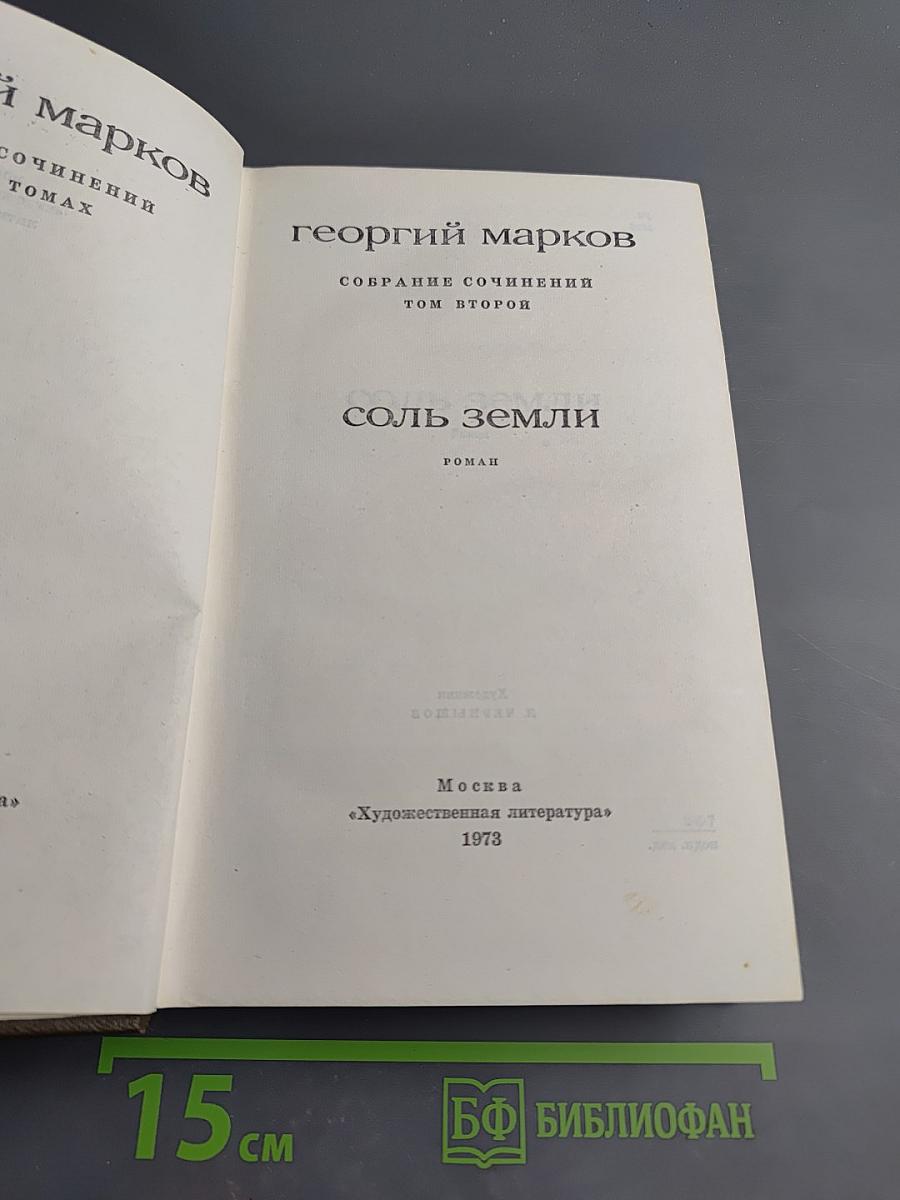 й марков
сочинений
томах
а»
георгий марков
СОБРАНИЕ СОЧИНЕНИЙ
ТОМ ВТОРОЙ
соль земли
РОМАН
Москва
«Художественная литература»
1973
15 см
БФ БИБЛИОФАН